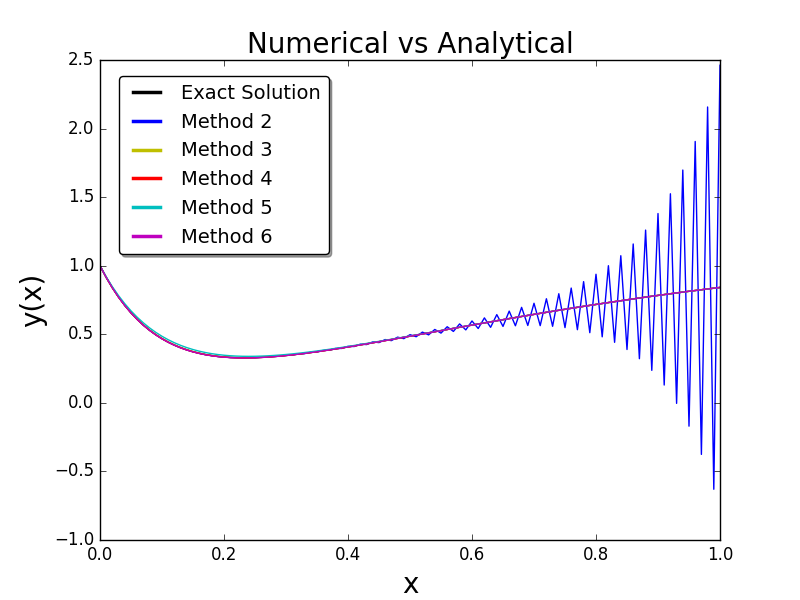 Numerical vs Analytical
2.5
2.0
1.5
1.0
0.5
0.0
−0.5
−1.0
y(x)
Exact Solution
Method 2
Method 3
Method 4
Method 5
Method 6
0.0 0.2 0.4 0.6 0.8 1.0
x